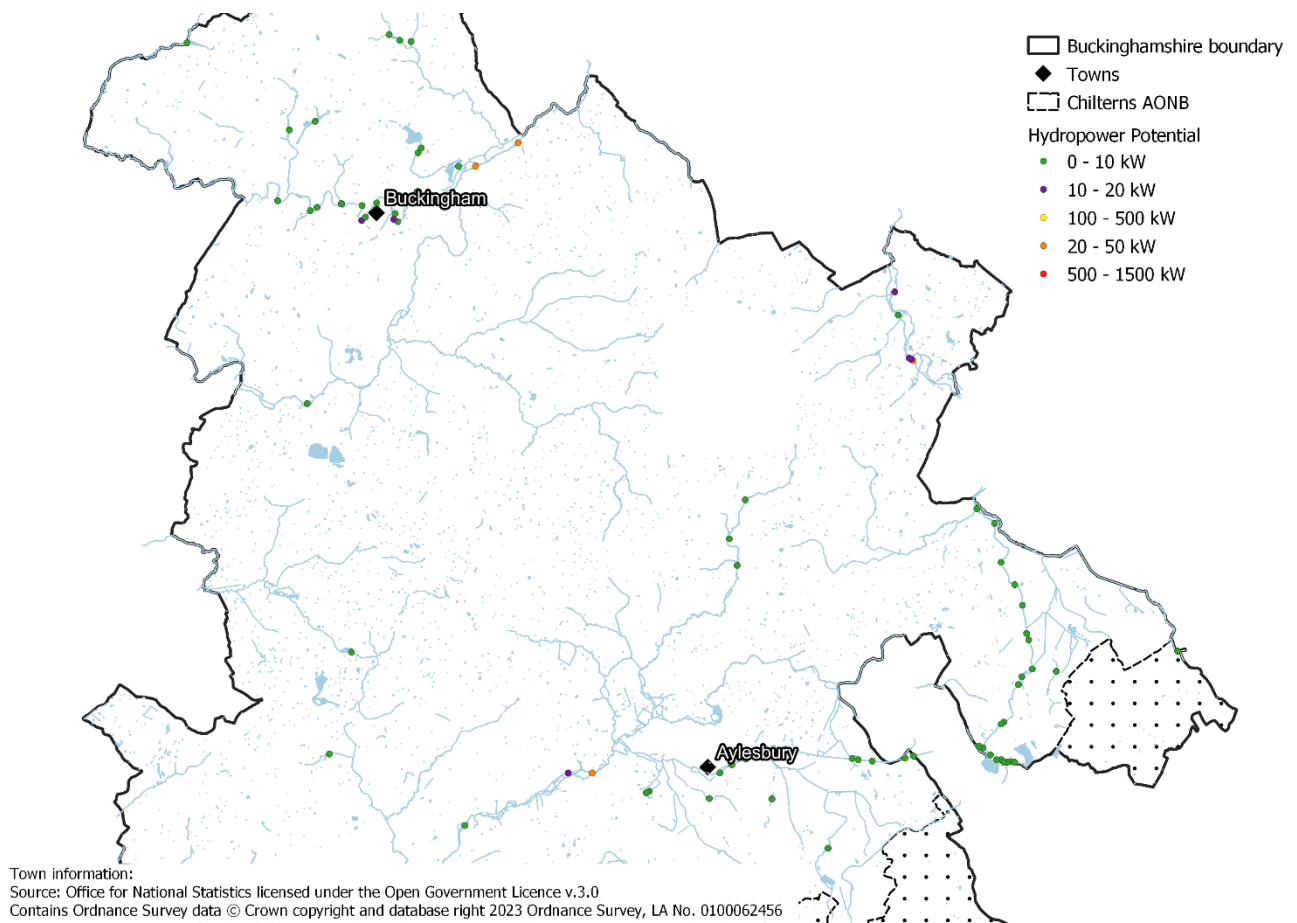 Buckinghamshire boundary
Towns
Chilterns AONB
Hydropower Potential
0 - 10 kW
10 - 20 kW
100 - 500 kW
20 - 50 kW
500 - 1500 kW
Buckingham
Aylesbury
Town information:
Source: Office for National Statistics licensed under the Open Government Licence v.3.0
Contains Ordnance Survey data © Crown copyright and database right 2023 Ordnance Survey, LA No. 0100062456